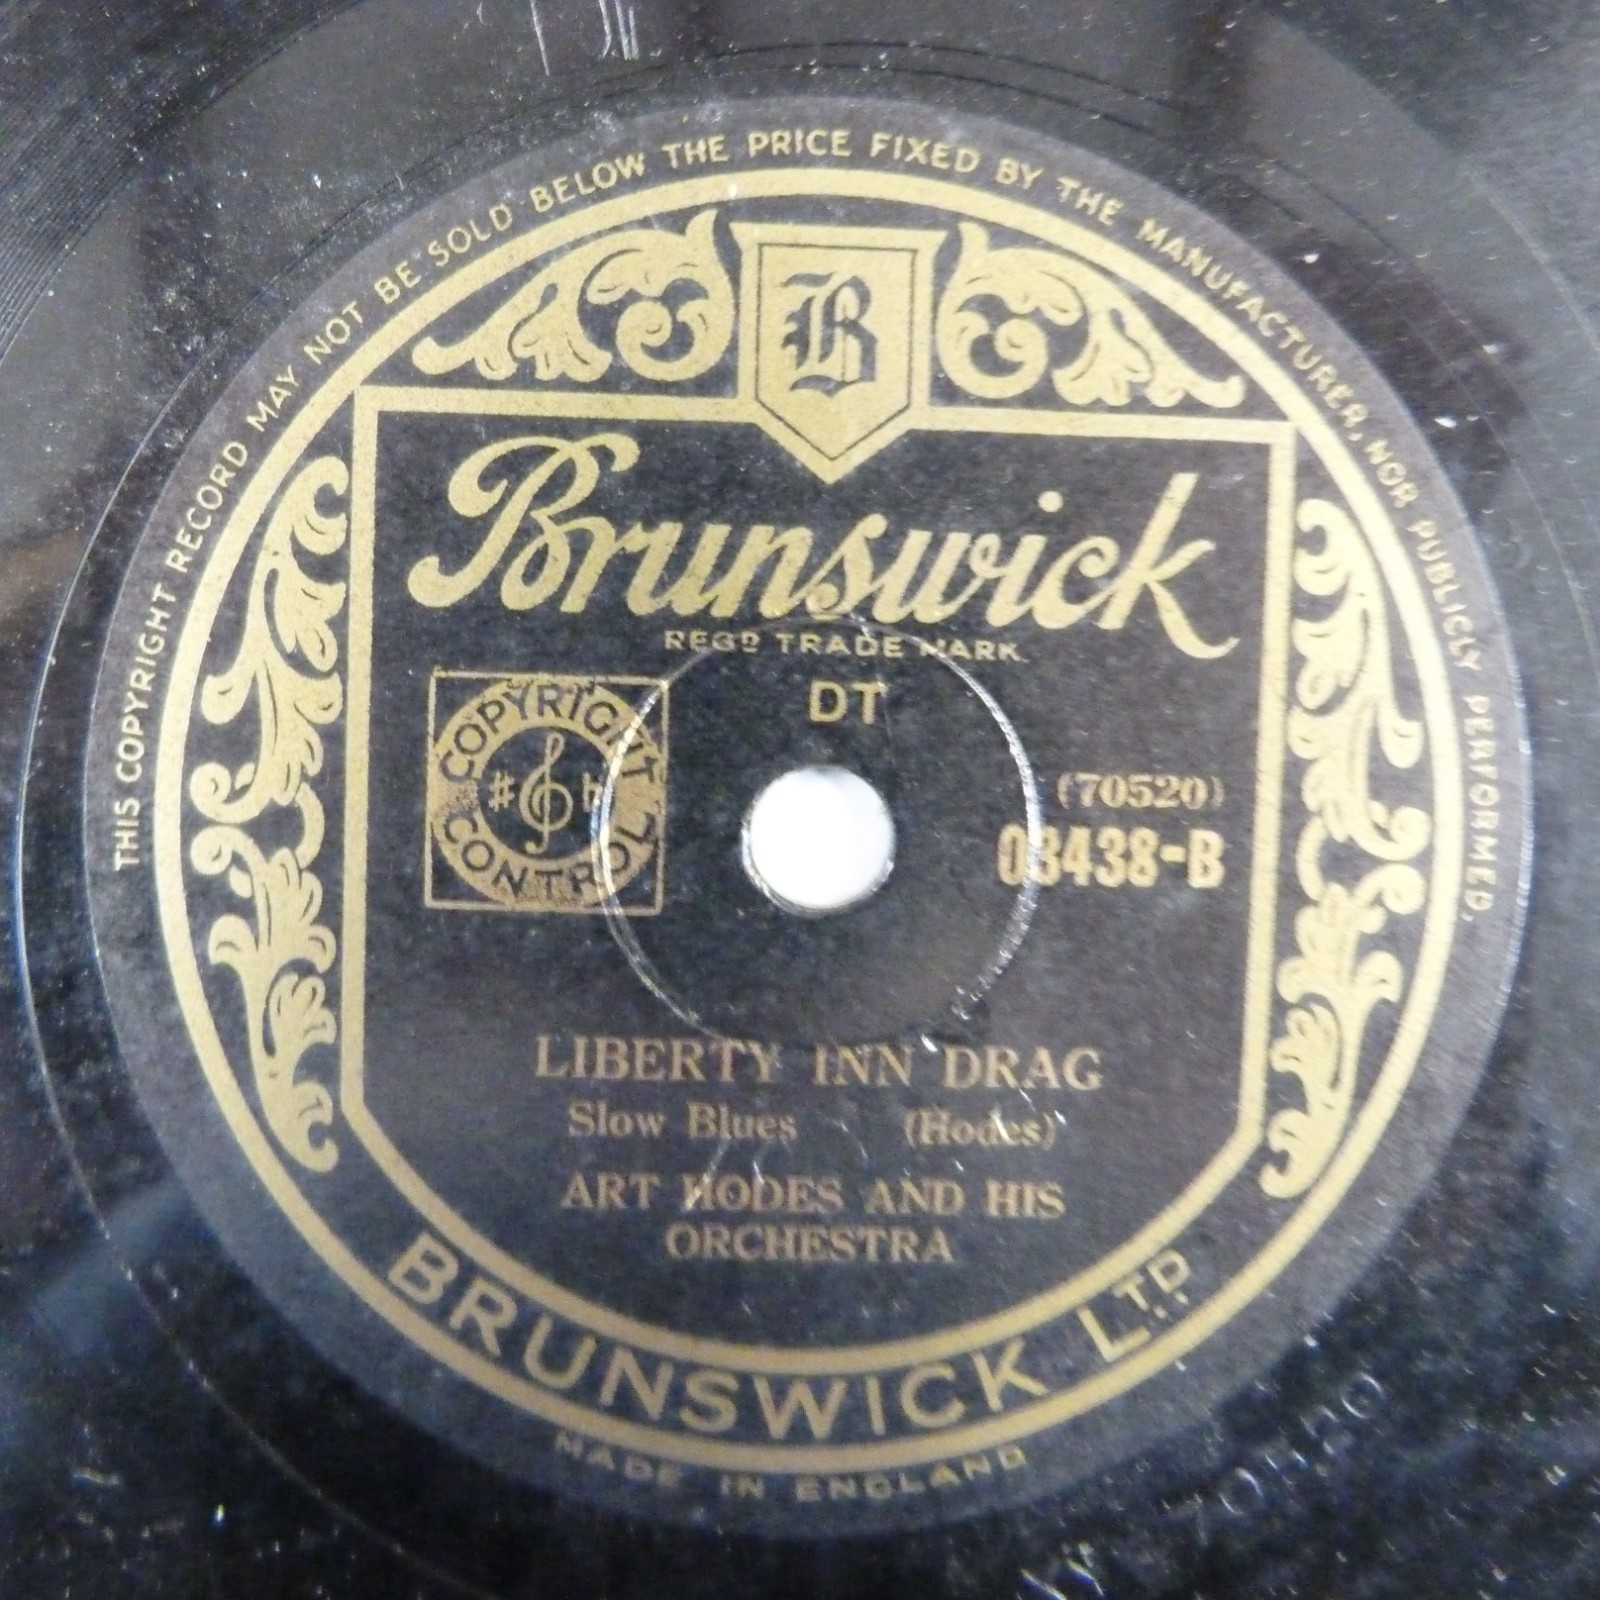 THIS COPYRIGHT RECORD MAY NOT BE SOLD BELOW THE PRICE FIXED BY THE MANUFACTURER, NOR PUBLICLY PERFORMED.
B
Brunswick
REGD TRADE MARK.
DT
COPYRIGHT
CONTROL
(70520)
03438-B
LIBERTY INN DRAG
Slow Blues (Hodes)
ART HODES AND HIS
ORCHESTRA
BRUNSWICK LTD.
MADE IN ENGLAND